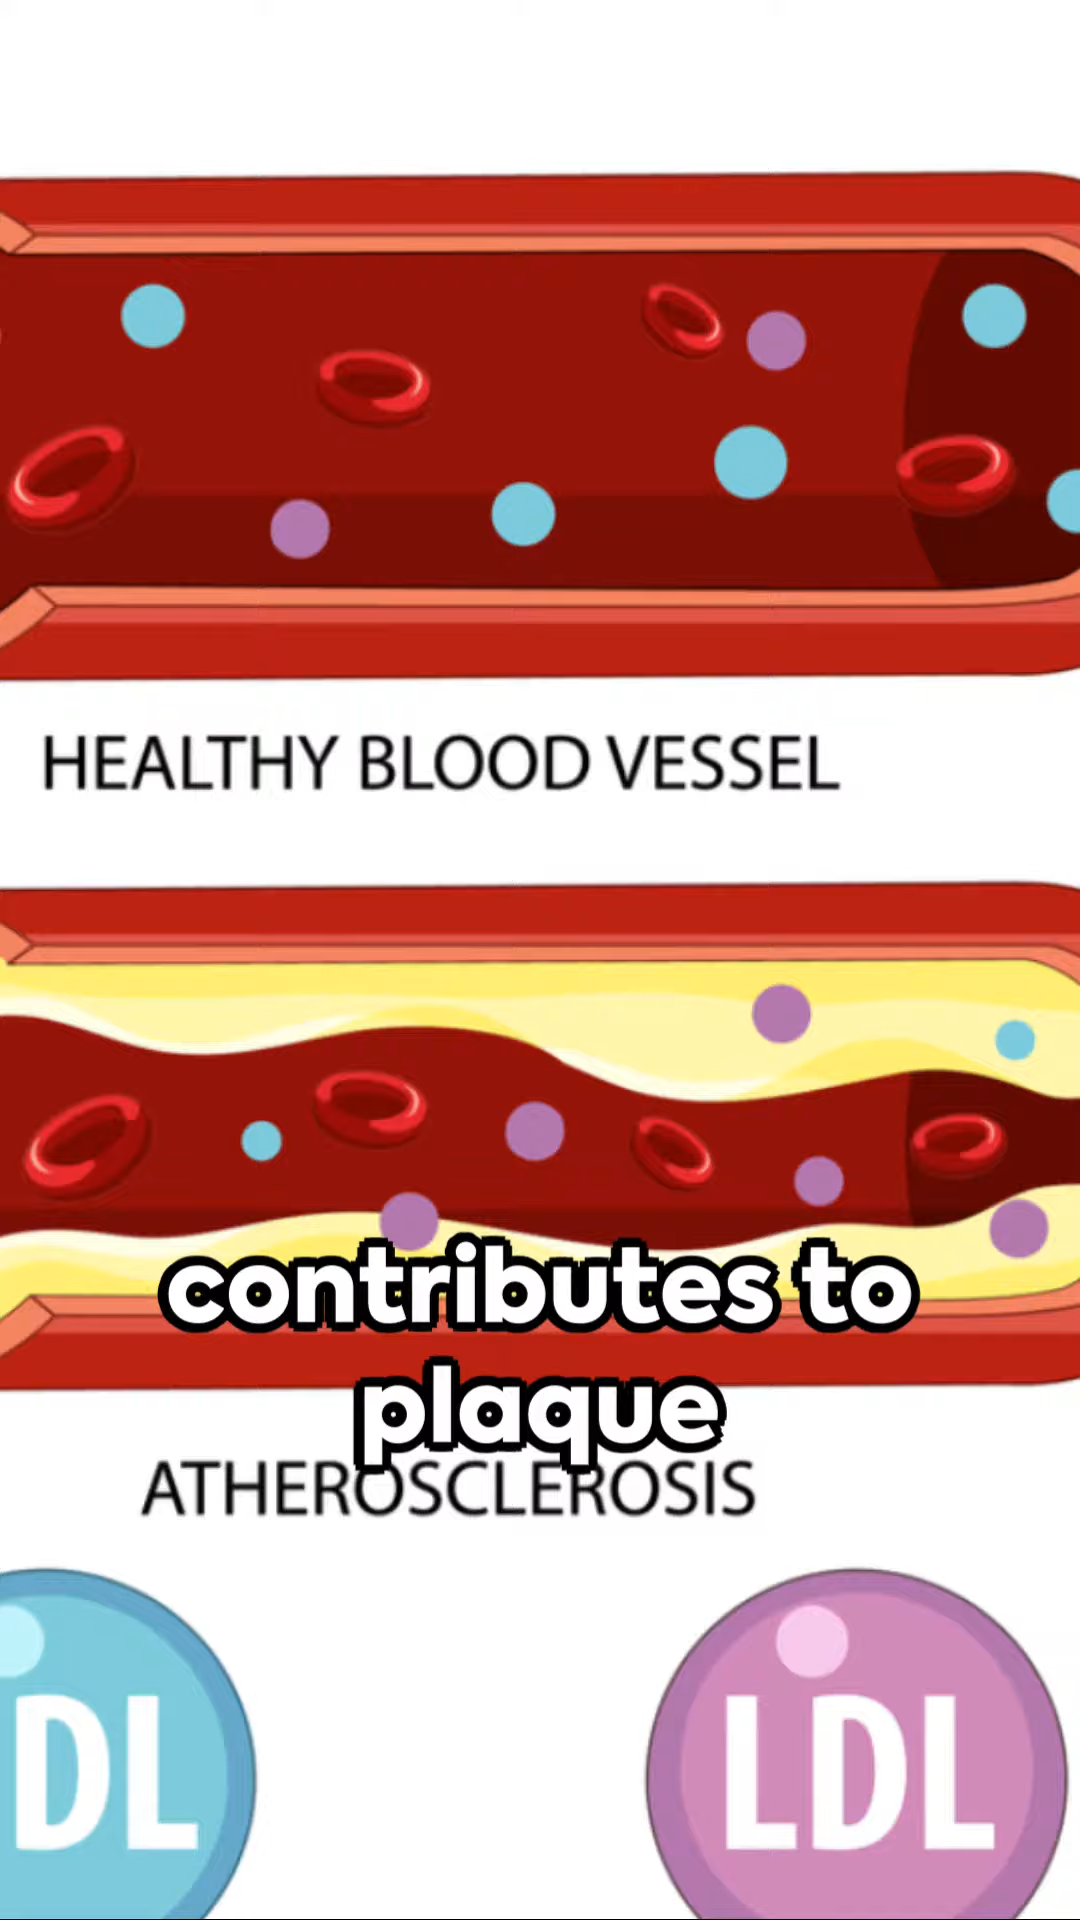 HEALTHY BLOOD VESSEL
contributes to
plaque
ATHEROSCLEROSIS
DL
LDL